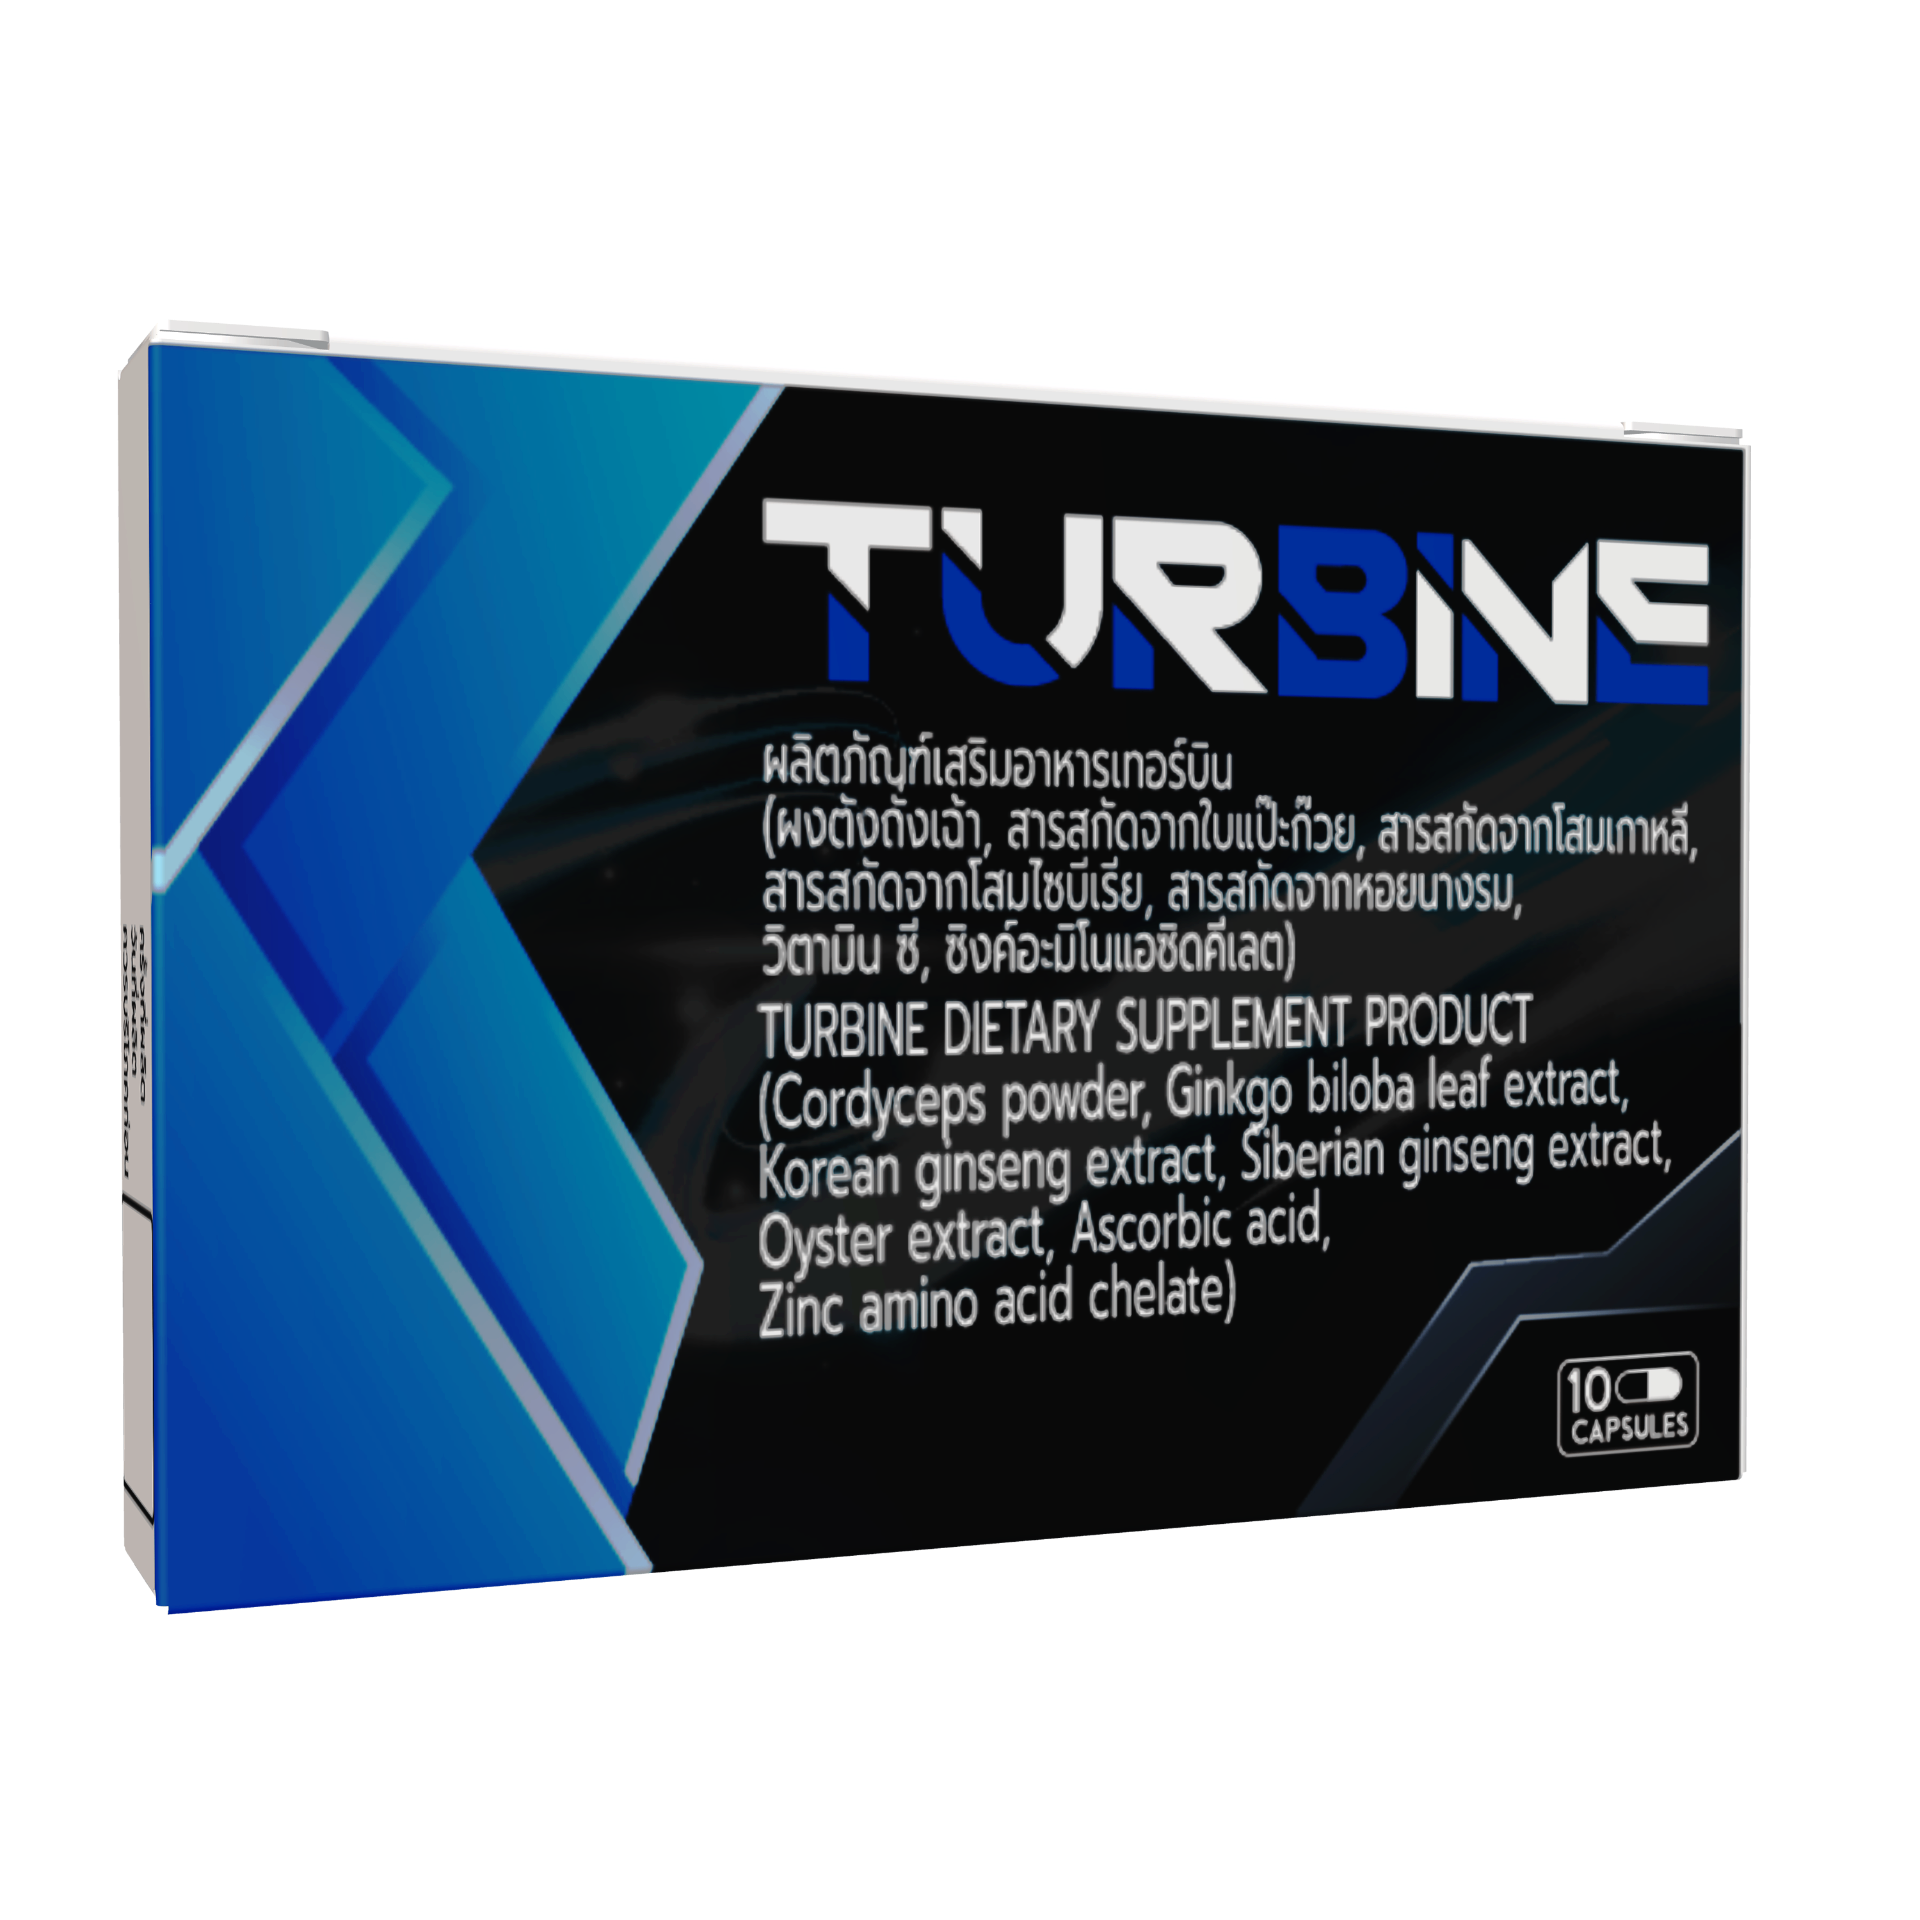 TURBINE
ผลิตภัณฑ์เสริมอาหารเทอร์บิน
(ผงตังถั่งเฉ้า, สารสกัดจากใบแป๊ะก๊วย, สารสกัดจากโสมเกาหลี,
สารสกัดจากโสมไซบีเรีย, สารสกัดจากหอยนางรม,
วิตามิน ซี, ซิงค์อะมิโนแอซิดคีเลต)
TURBINE DIETARY SUPPLEMENT PRODUCT
(Cordyceps powder, Ginkgo biloba leaf extract,
Korean ginseng extract, Siberian ginseng extract,
Oyster extract, Ascorbic acid,
Zinc amino acid chelate)
10
CAPSULES